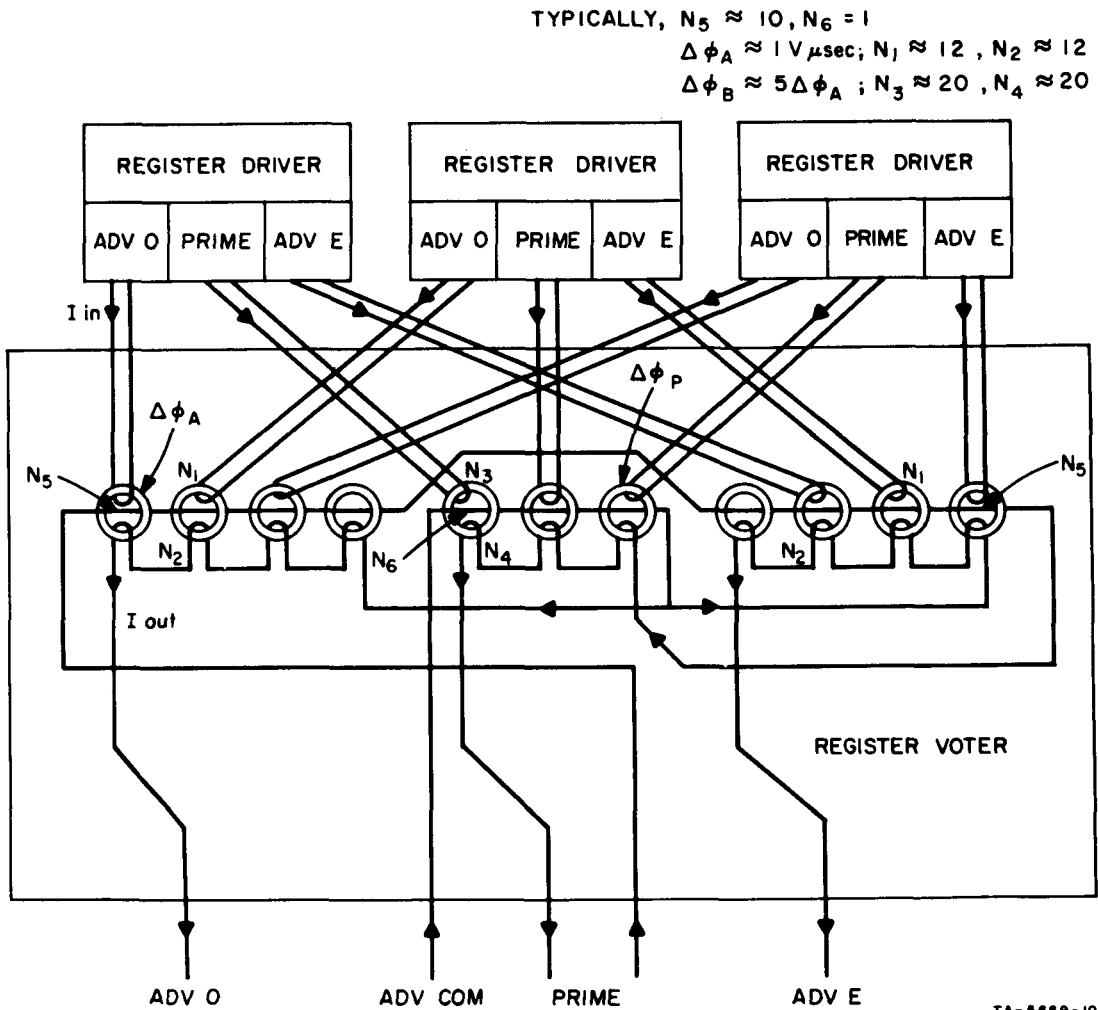 TYPICALLY, N5 ≈ 10, N6 = 1
ΔϕA ≈ 1 V μsec; N1 ≈ 12 , N2 ≈ 12
ΔϕB ≈ 5ΔϕA ; N3 ≈ 20 , N4 ≈ 20
REGISTER DRIVER
REGISTER DRIVER
REGISTER DRIVER
ADV O PRIME ADV E
ADV O PRIME ADV E
ADV O PRIME ADV E
I in
ΔϕA
ΔϕP
N5
N1
N3
N1
N5
N2
N6
N4
N2
I out
REGISTER VOTER
ADV O
ADV COM
PRIME
ADV E